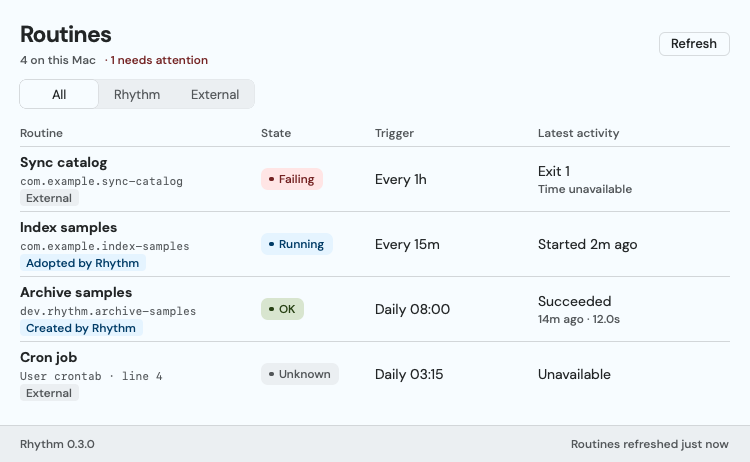 Routines
4 on this Mac · 1 needs attention
Refresh
All Rhythm External
Routine State Trigger Latest activity
Sync catalog
com.example.sync-catalog
External
Failing
Every 1h
Exit 1
Time unavailable
Index samples
com.example.index-samples
Adopted by Rhythm
Running
Every 15m
Started 2m ago
Archive samples
dev.rhythm.archive-samples
Created by Rhythm
OK
Daily 08:00
Succeeded
14m ago · 12.0s
Cron job
User crontab · line 4
External
Unknown
Daily 03:15
Unavailable
Rhythm 0.3.0
Routines refreshed just now